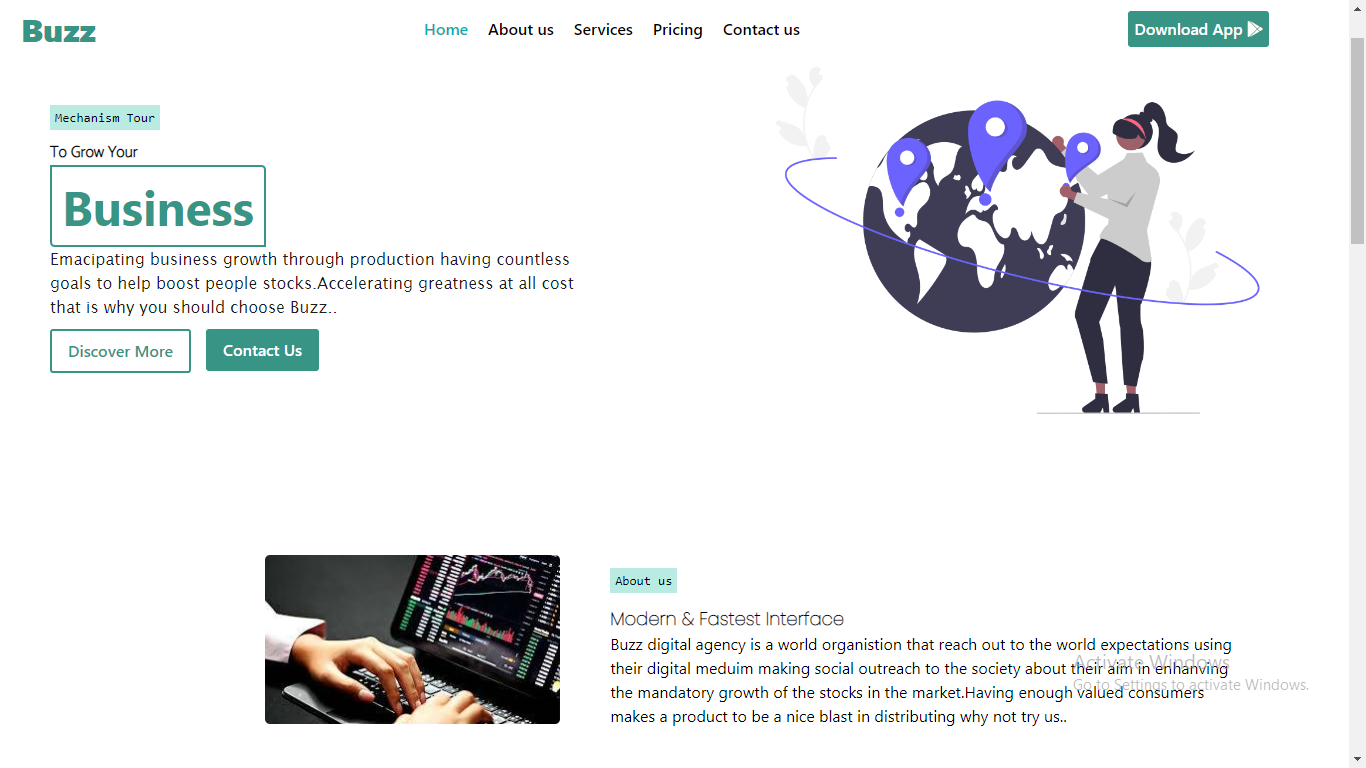 Buzz
Home About us Services Pricing Contact us
Download App
Mechanism Tour
To Grow Your
Business
Emacipating business growth through production having countless
goals to help boost people stocks.Accelerating greatness at all cost
that is why you should choose Buzz..
Discover More Contact Us
About us
Modern & Fastest Interface
Buzz digital agency is a world organistion that reach out to the world expectations using
their digital meduim making social outreach to the society about their aim in enhanving
the mandatory growth of the stocks in the market.Having enough valued consumers
makes a product to be a nice blast in distributing why not try us..
Activate Windows
Go to Settings to activate Windows.